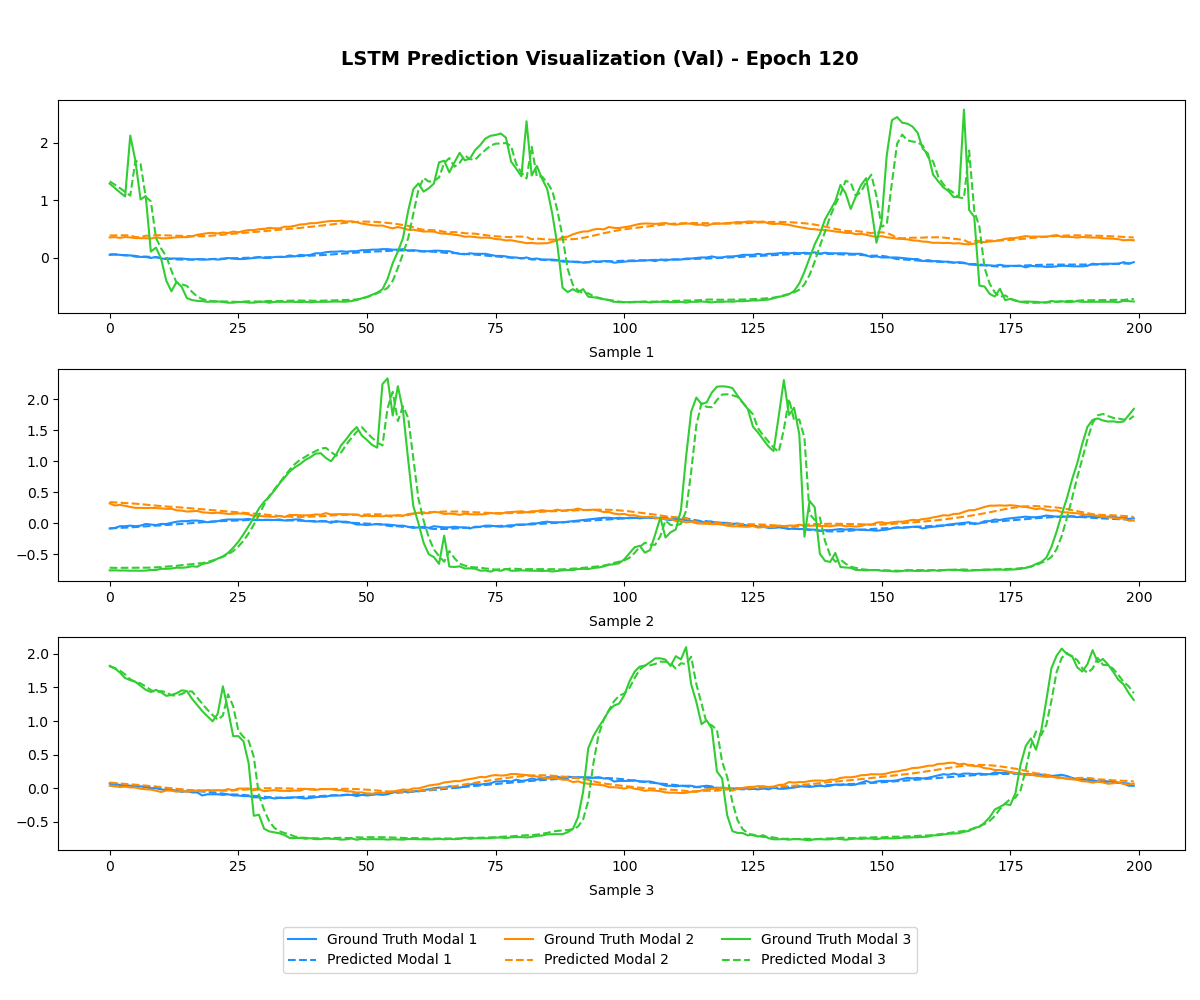 LSTM Prediction Visualization (Val) - Epoch 120
2
1
0
0 25 50 75 100 125 150 175 200
Sample 1
2.0
1.5
1.0
0.5
0.0
−0.5
0 25 50 75 100 125 150 175 200
Sample 2
2.0
1.5
1.0
0.5
0.0
−0.5
0 25 50 75 100 125 150 175 200
Sample 3
Ground Truth Modal 1 Ground Truth Modal 2 Ground Truth Modal 3
Predicted Modal 1 Predicted Modal 2 Predicted Modal 3